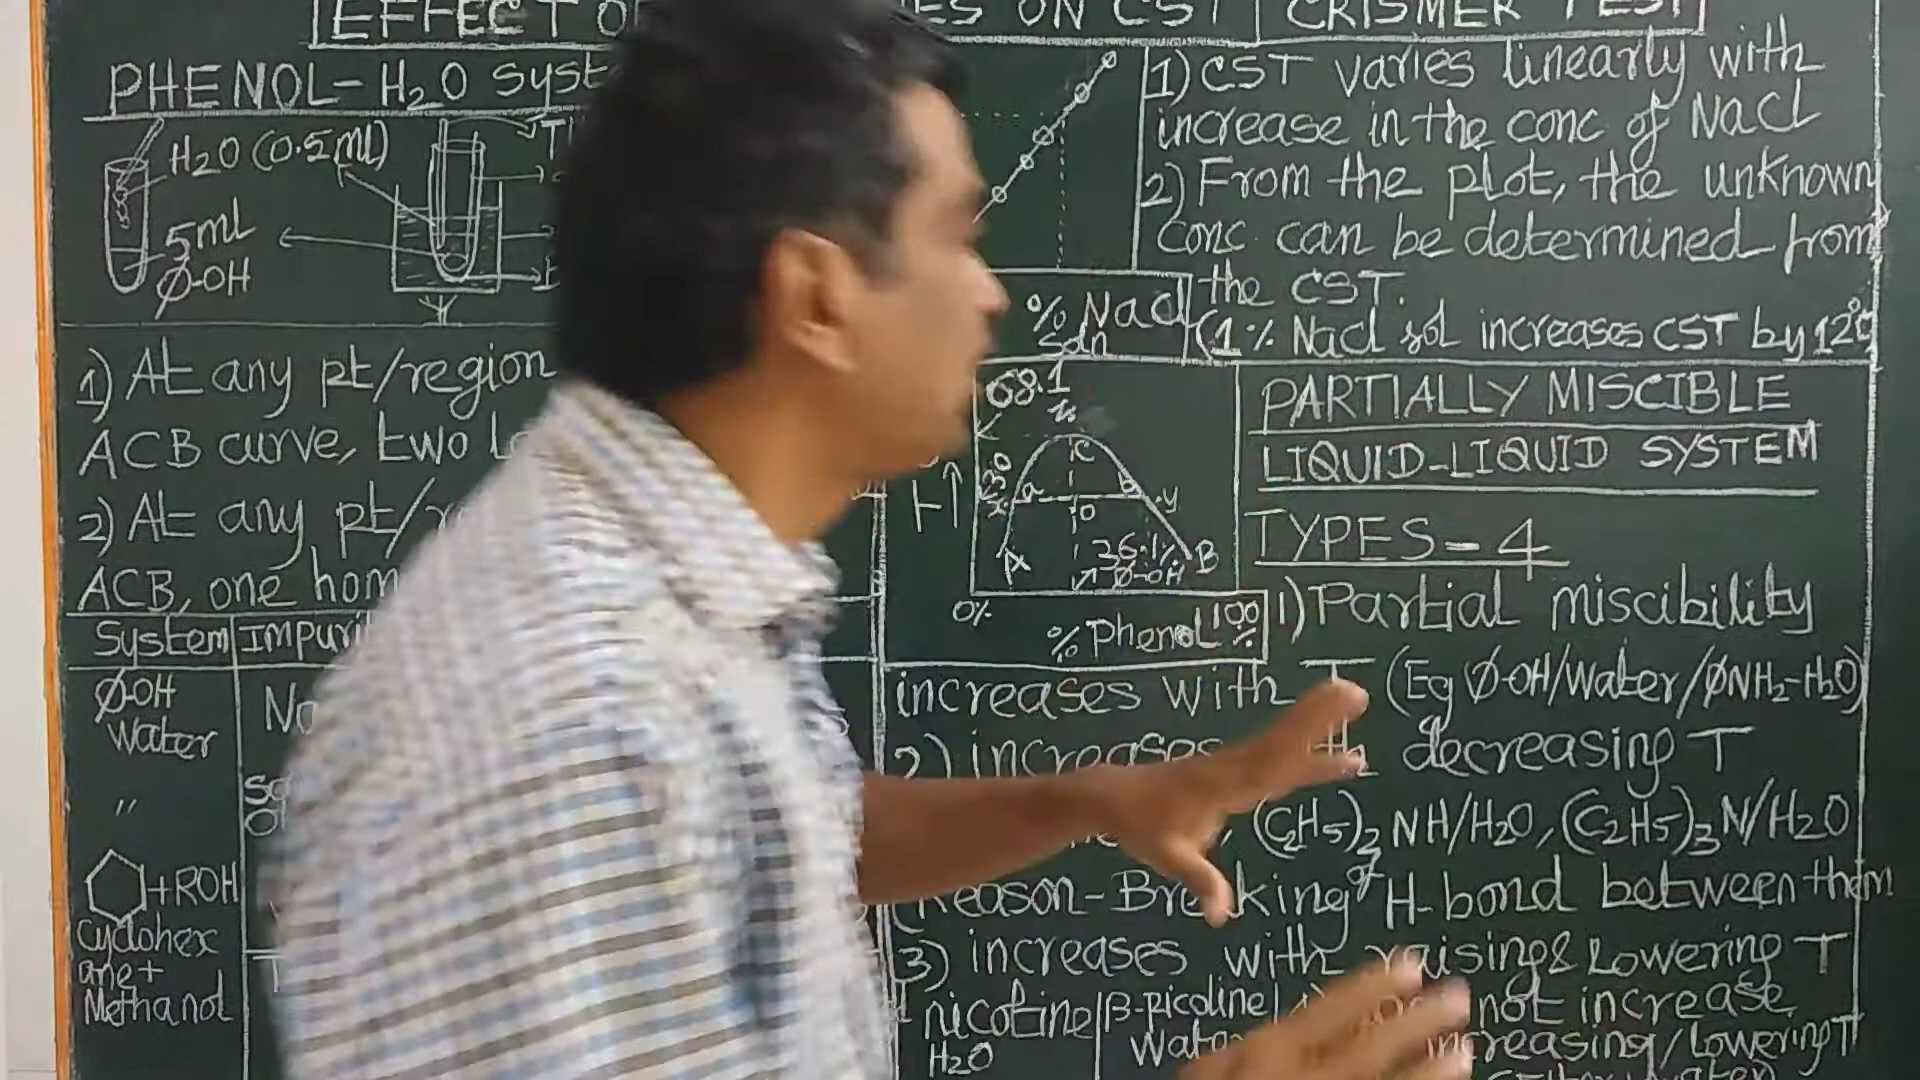 EFFECT OF
ES ON CST
CRISMER TEST
PHENOL-H2O Syst
H2O (0.5ml)
5ml
Ø-OH
1) At any pt/region
ACB curve, two
2) At any pt/
ACB, one hom
System
Ø-OH
Water
No
"
+ROH
Cyclohex
ane+
Methanol
% NaCl
Soln
1) CST varies linearly with
increase in the conc of NaCl
2) From the plot, the unknown
conc. can be determined from
the CST.
(1% NaCl sol increases CST by 12°C
68.1
C
T↑
x
a
b
y
O
A
36.1%
Ø-OH
B
0%
100
%
% Phenol
PARTIALLY MISCIBLE
LIQUID-LIQUID SYSTEM
TYPES-4
1) Partial miscibility
increases with T (Eg Ø-OH/Water/ØNH2-H2O)
2) increases decreasing T
, (C2H5)2 NH/H2O, (C2H5)3N/H2O
Reason-Breaking of H-bond between them
3) increases with raising & Lowering T
nicotine
H2O
β-picoline
not increase
increasing/Lowering T